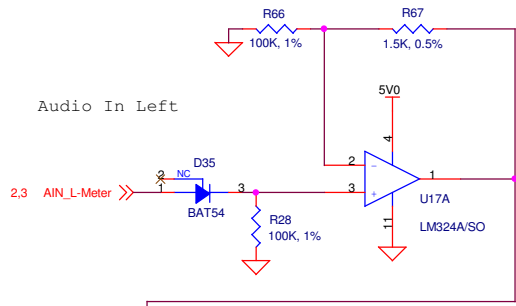 R66
R67
100K, 1%
1.5K, 0.5%
Audio In Left
5V0
4
D35
2
NC
2
1
2,3 AIN_L-Meter
1
3
3
U17A
BAT54
R28
11
LM324A/SO
100K, 1%